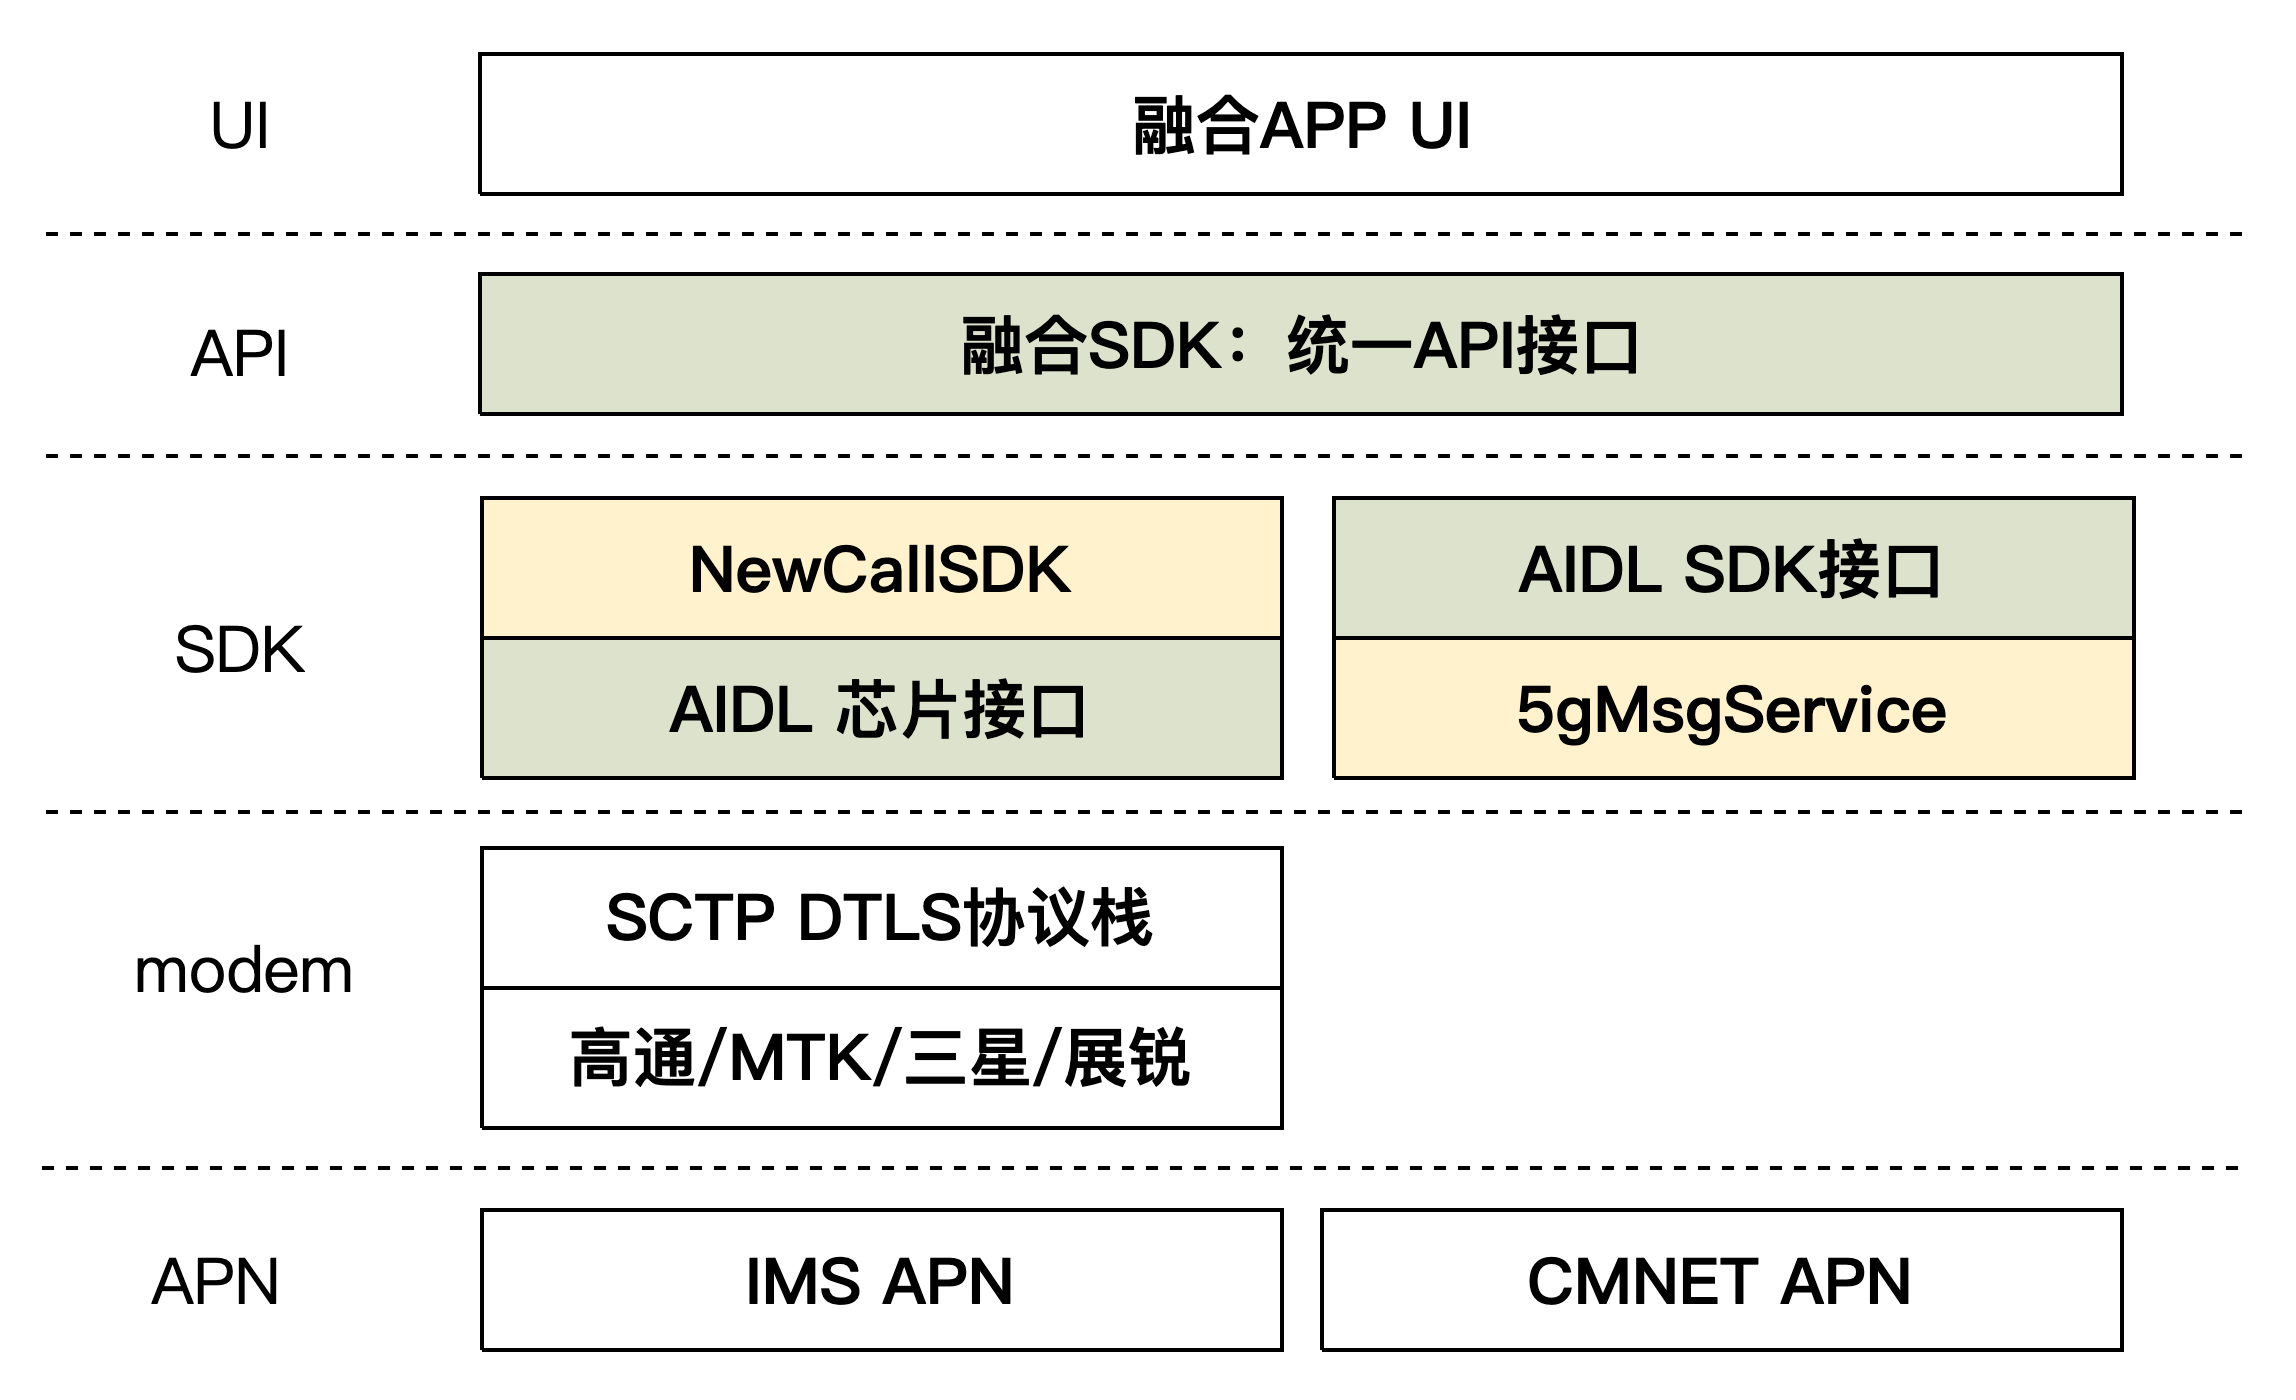 UI
融合APP UI
API
融合SDK：统一API接口
SDK
NewCallSDK
AIDL 芯片接口
AIDL SDK接口
5gMsgService
modem
SCTP DTLS协议栈
高通/MTK/三星/展锐
APN
IMS APN
CMNET APN